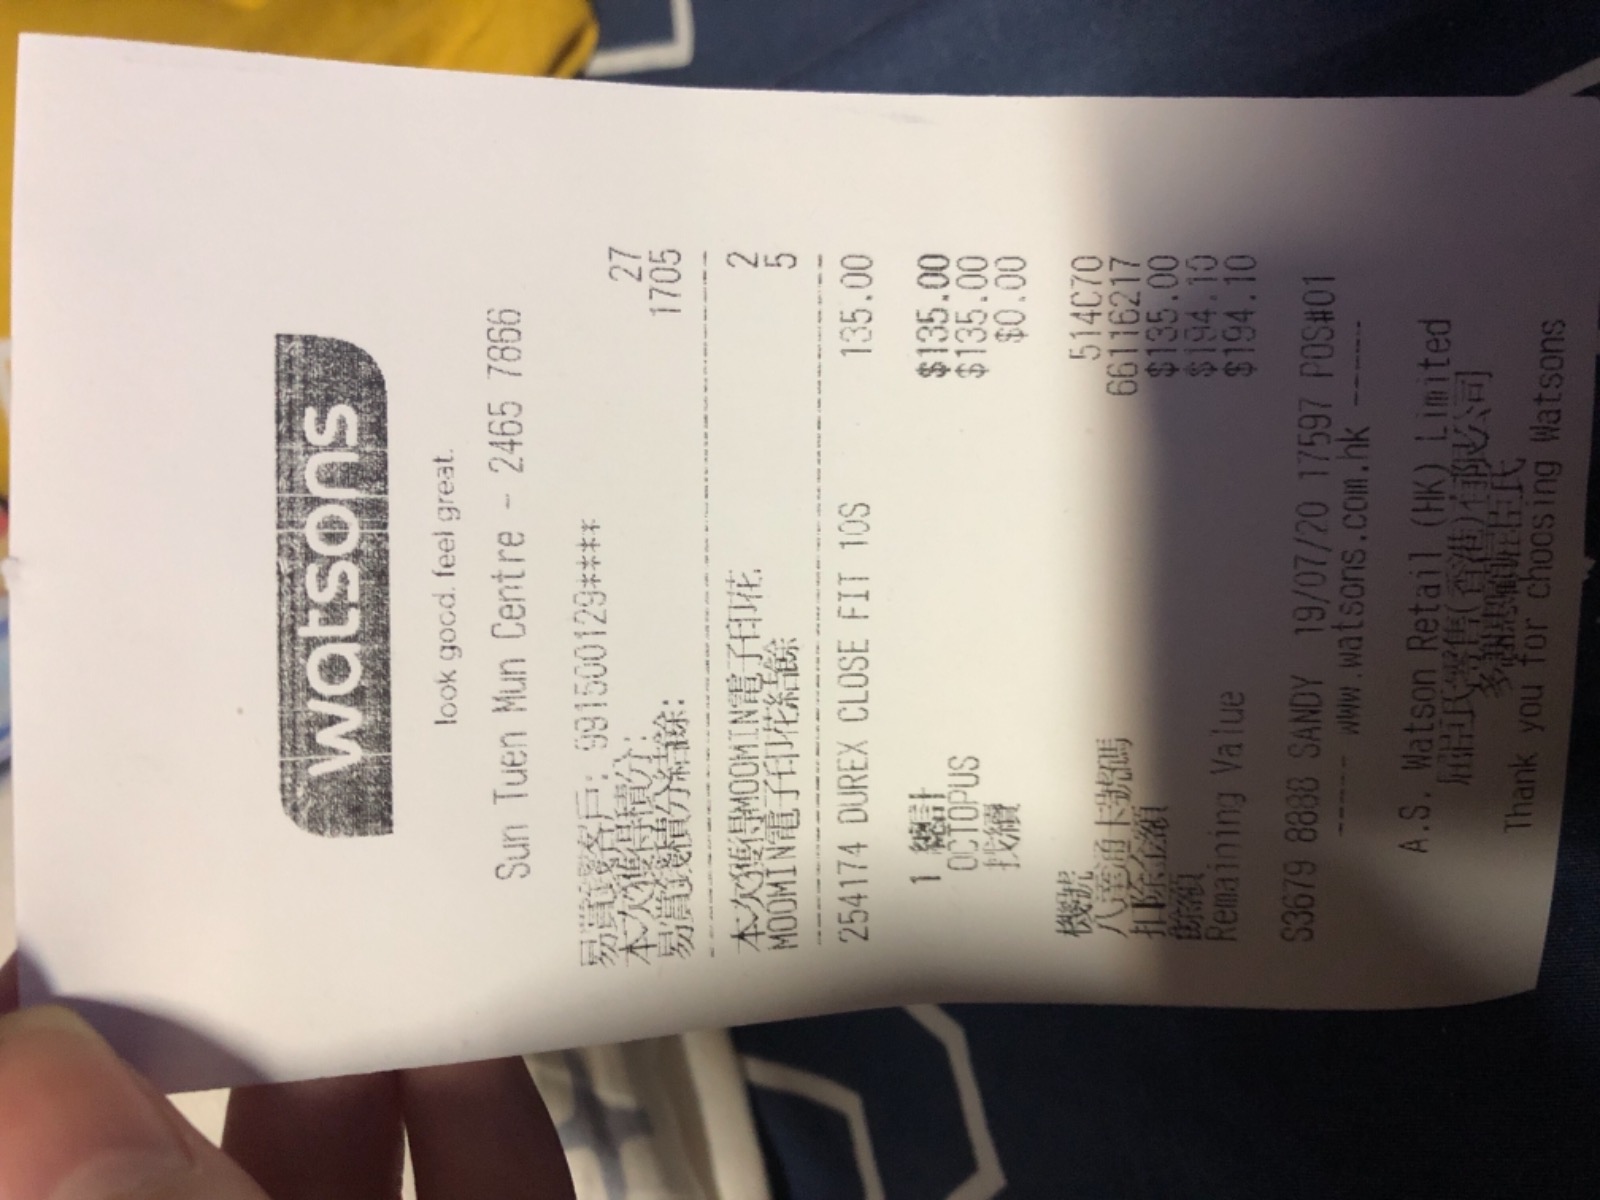 watsons
look good. feel great.
Sun Tuen Mun Centre - 2465 7866
易賞錢客戶: 991500129****
本次獲得積分: 27
易賞錢積分結餘: 1705
本次獲得MOOMIN電子印花 2
MOOMIN電子印花結餘 5
254174 DUREX CLOSE FIT 10S 135.00
1 總計 $135.00
OCTOPUS $135.00
找續 $0.00
機號 514C70
八達通卡號碼 66116217
扣除金額 $135.00
餘額 $194.10
Remaining Value $194.10
S3679 8888 SANDY 19/07/20 17597 POS#01
----- www.watsons.com.hk -----
A.S. Watson Retail (HK) Limited
屈臣氏零售(香港)有限公司
多謝惠顧屈臣氏
Thank you for choosing Watsons